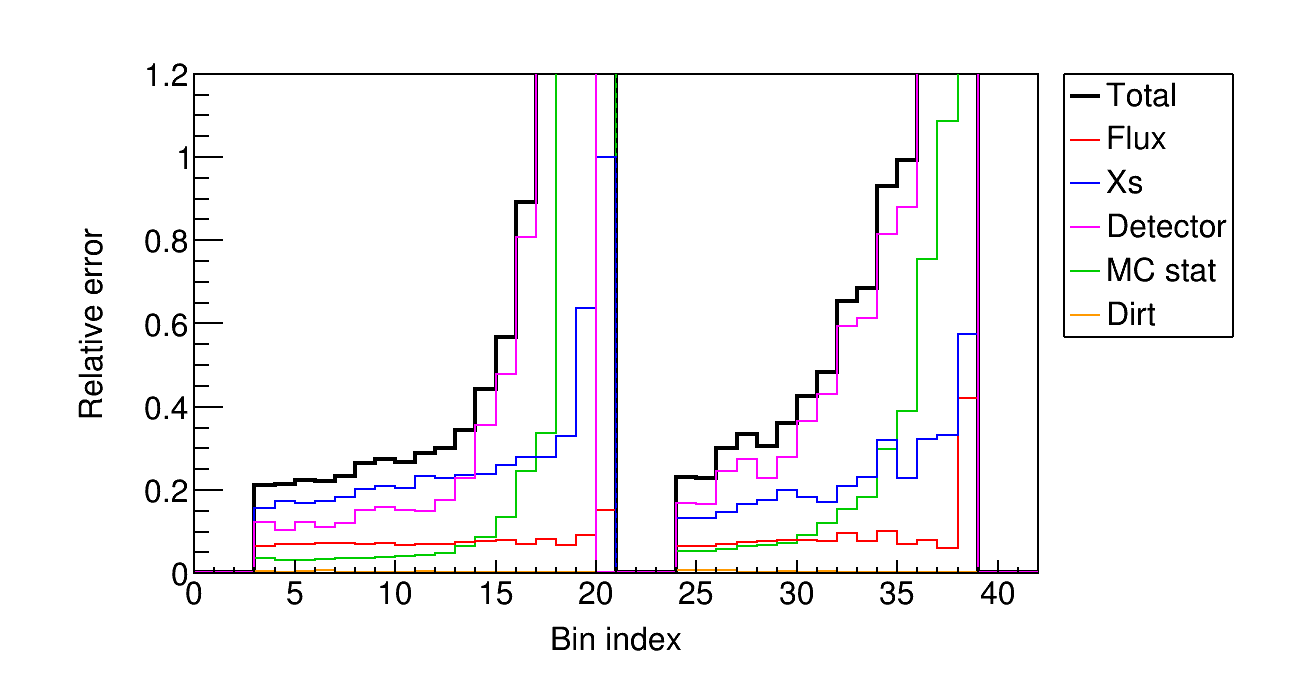 1.2
1
0.8
0.6
0.4
0.2
0
Relative error
0 5 10 15 20 25 30 35 40
Bin index
Total
Flux
Xs
Detector
MC stat
Dirt